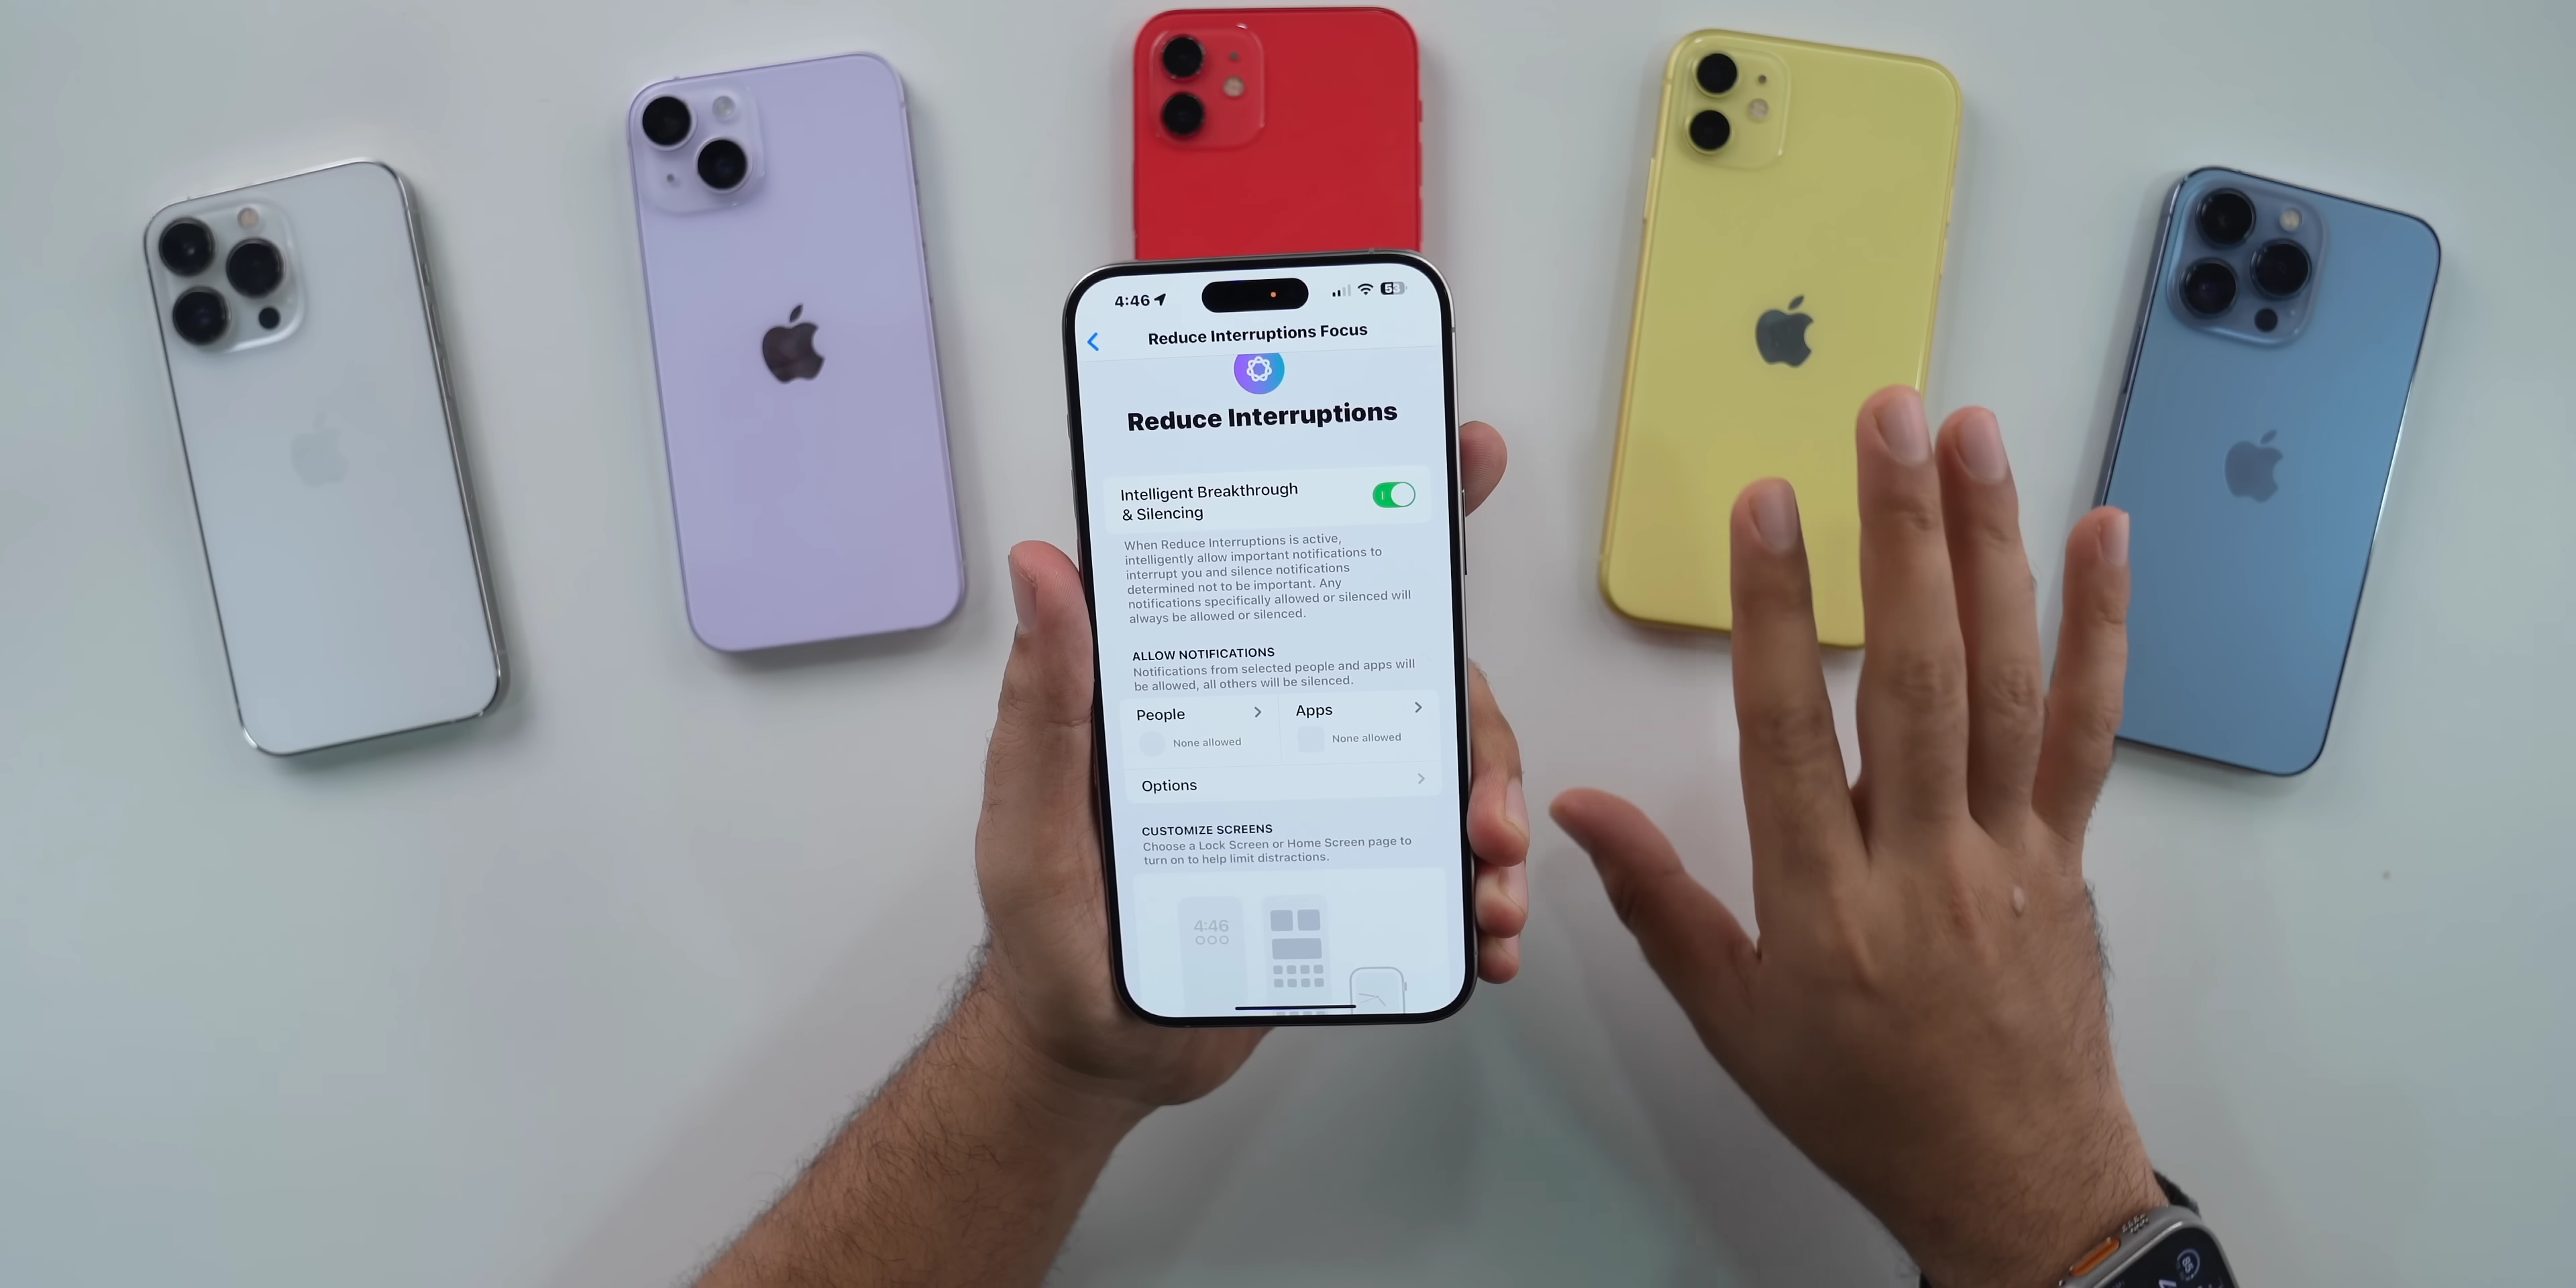 4:46
53
Reduce Interruptions Focus
Reduce Interruptions
Intelligent Breakthrough
& Silencing
When Reduce Interruptions is active,
intelligently allow important notifications to
interrupt you and silence notifications
determined not to be important. Any
notifications specifically allowed or silenced will
always be allowed or silenced.
ALLOW NOTIFICATIONS
Notifications from selected people and apps will
be allowed, all others will be silenced.
People
Apps
None allowed
None allowed
Options
CUSTOMIZE SCREENS
Choose a Lock Screen or Home Screen page to
turn on to help limit distractions.
4:46